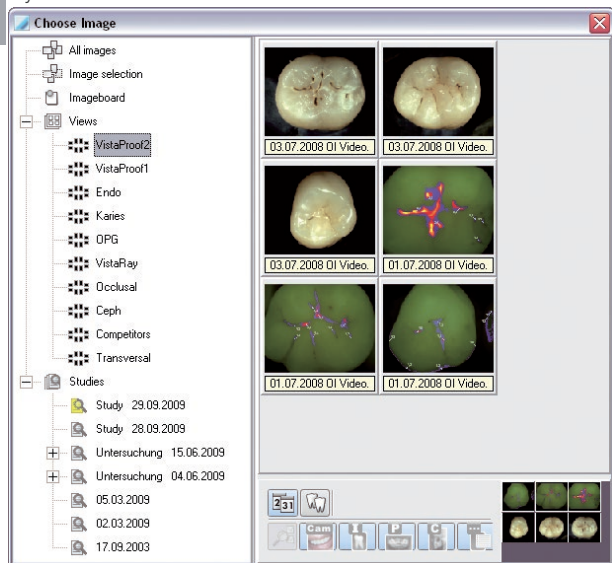 Choose Image
All images
Image selection
Imageboard
Views
VistaProof2
VistaProof1
Endo
Karies
OPG
VistaRay
Occlusal
Ceph
Competitors
Transversal
Studies
Study 29.09.2009
Study 28.09.2009
Untersuchung 15.06.2009
Untersuchung 04.06.2009
05.03.2009
02.03.2009
17.09.2003
03.07.2008 OI Video.
03.07.2008 OI Video.
03.07.2008 OI Video.
01.07.2008 OI Video.
01.07.2008 OI Video.
01.07.2008 OI Video.
2 31
Cam
I
P
C